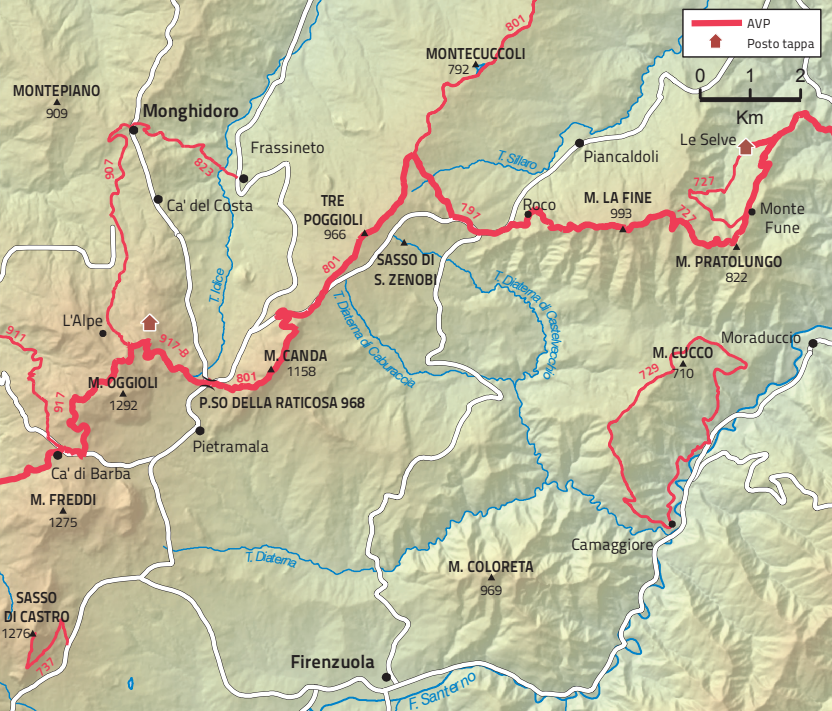 801
AVP
Posto tappa
0 1 2
Km
MONTECUCCOLI
792
MONTEPIANO
909
Monghidoro
823
907
Frassineto
T. Sillaro
Piancaldoli
Le Selve
727
727
Ca' del Costa
TRE
POGGIOLI
966
197
Roco
M. LA FINE
993
Monte
Fune
M. PRATOLUNGO
822
SASSO DI
S. ZENOBI
801
T. Idice
T. Diaterna di Castelvecchio
T. Diaterna di Caburaccia
L'Alpe
911
917-B
917
M. OGGIOLI
1292
M. CANDA
1158
801
P.SO DELLA RATICOSA 968
Moraduccio
M. CUCCO
710
729
Pietramala
Ca' di Barba
M. FREDDI
1275
Camaggiore
T. Diaterna
M. COLORETA
969
SASSO
DI CASTRO
1276
737
Firenzuola
F. Santerno